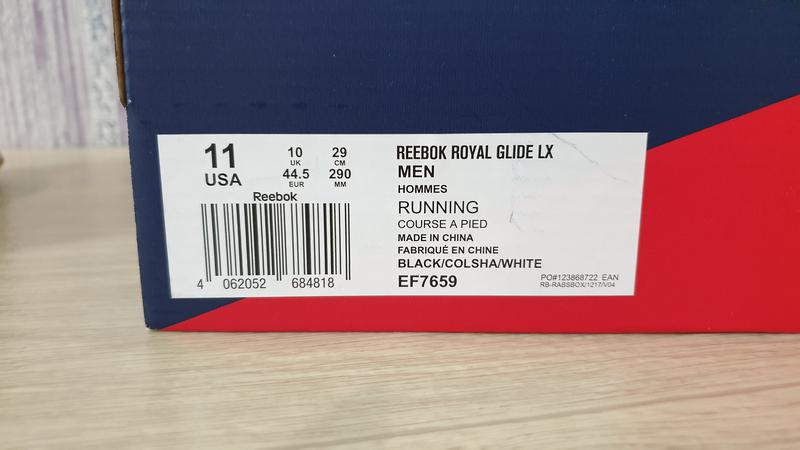 11
USA
10
UK
44.5
EUR
29
CM
290
MM
Reebok
4 062052 684818
REEBOK ROYAL GLIDE LX
MEN
HOMMES
RUNNING
COURSE A PIED
MADE IN CHINA
FABRIQUÉ EN CHINE
BLACK/COLSHA/WHITE
EF7659
PO#123868722 EAN
RB-RABSBOX/1217/V04